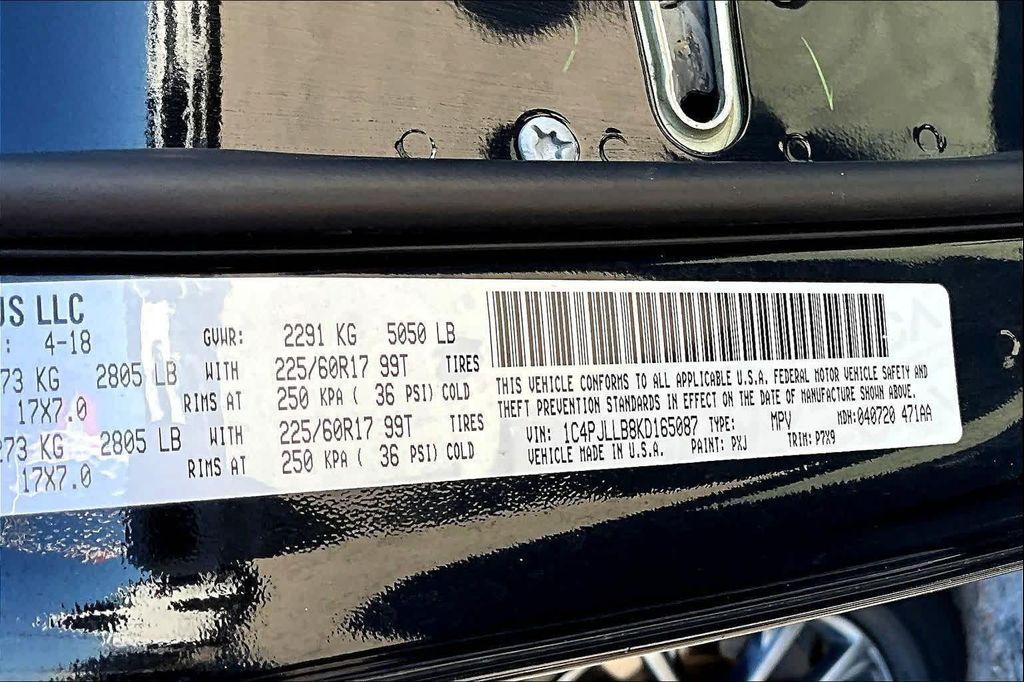 US LLC
: 4-18 GVWR: 2291 KG 5050 LB
273 KG 2805 LB WITH 225/60R17 99T TIRES
17X7.0 RIMS AT 250 KPA ( 36 PSI) COLD
273 KG 2805 LB WITH 225/60R17 99T TIRES
17X7.0 RIMS AT 250 KPA ( 36 PSI) COLD
THIS VEHICLE CONFORMS TO ALL APPLICABLE U.S.A. FEDERAL MOTOR VEHICLE SAFETY AND
THEFT PREVENTION STANDARDS IN EFFECT ON THE DATE OF MANUFACTURE SHOWN ABOVE.
VIN: 1C4PJLLB8KD165087 TYPE: MPV MDH: 040720 471AA
VEHICLE MADE IN U.S.A. PAINT: PXJ TRIM: P7X9